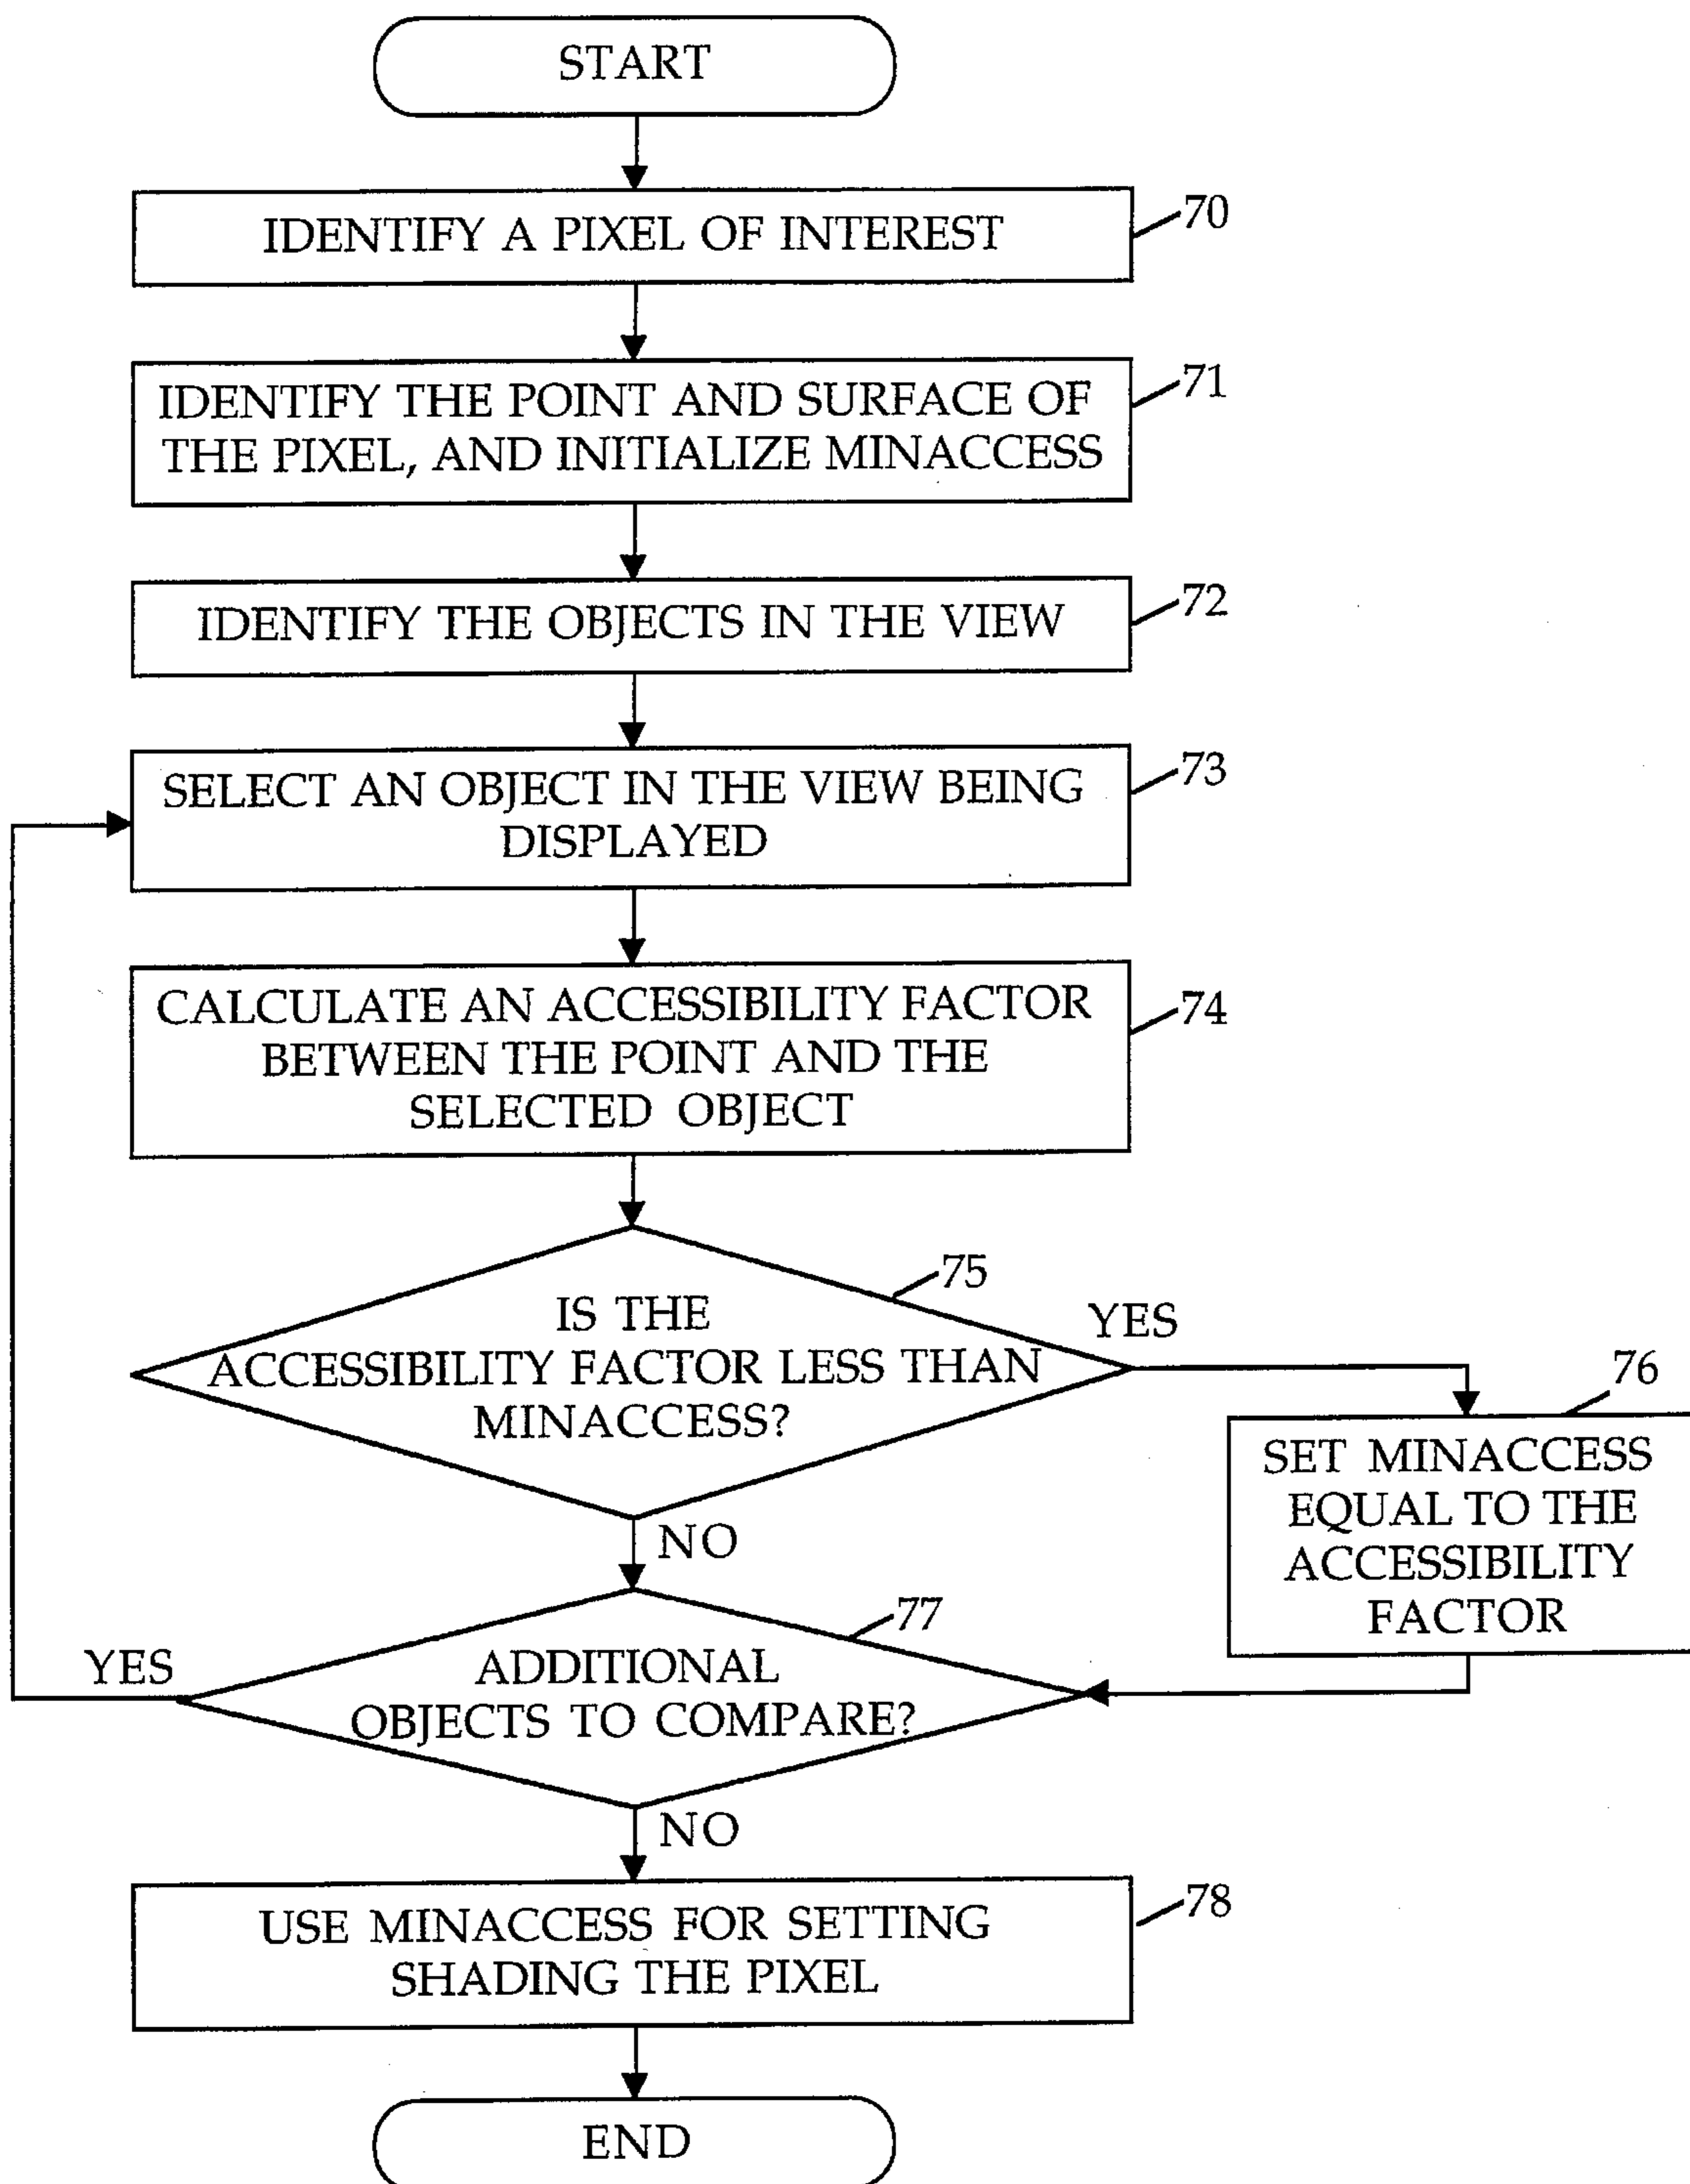 START
IDENTIFY A PIXEL OF INTEREST
70
IDENTIFY THE POINT AND SURFACE OF
THE PIXEL, AND INITIALIZE MINACCESS
71
IDENTIFY THE OBJECTS IN THE VIEW
72
SELECT AN OBJECT IN THE VIEW BEING
DISPLAYED
73
CALCULATE AN ACCESSIBILITY FACTOR
BETWEEN THE POINT AND THE
SELECTED OBJECT
74
IS THE
ACCESSIBILITY FACTOR LESS THAN
MINACCESS?
75
YES
76
SET MINACCESS
EQUAL TO THE
ACCESSIBILITY
FACTOR
NO
77
ADDITIONAL
OBJECTS TO COMPARE?
YES
NO
USE MINACCESS FOR SETTING
SHADING THE PIXEL
78
END